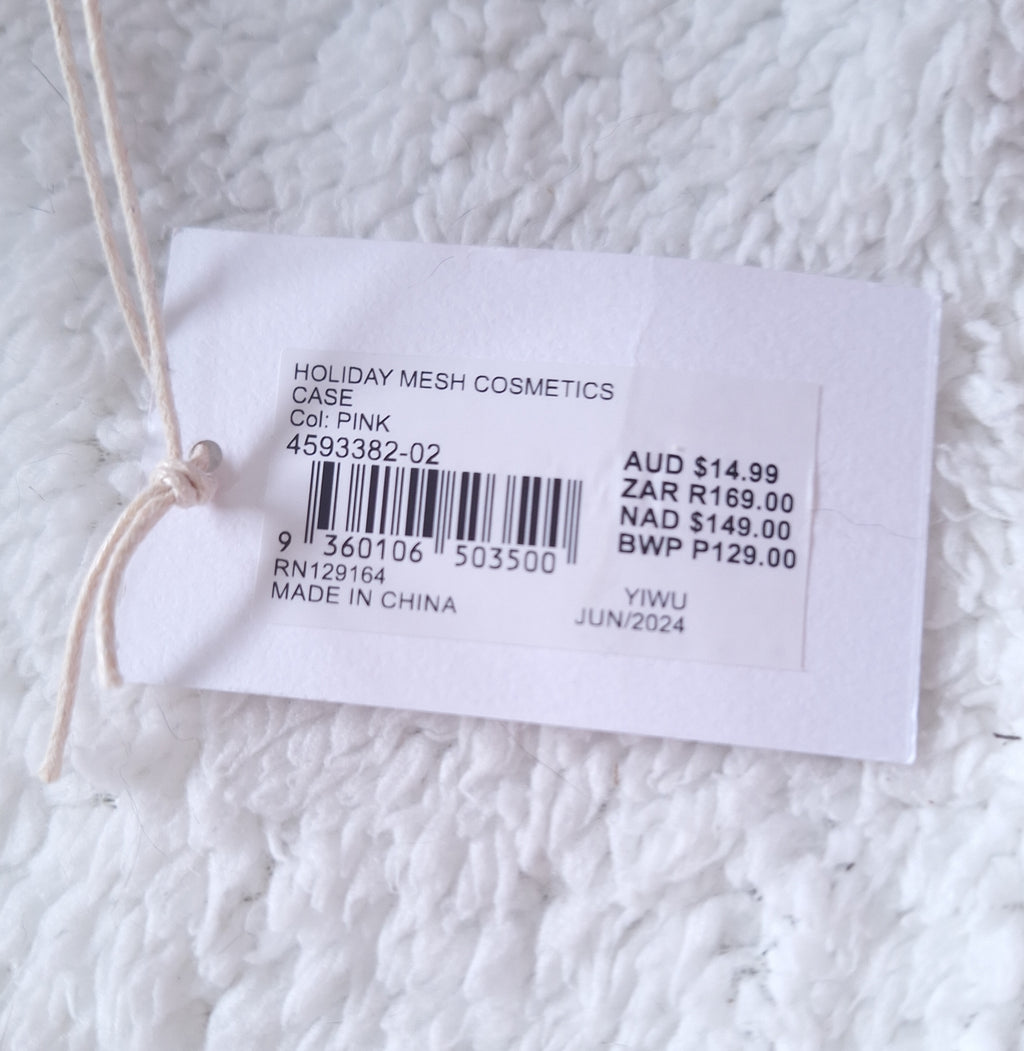 HOLIDAY MESH COSMETICS
CASE
Col: PINK
4593382-02
9 360106 503500
RN129164
MADE IN CHINA
AUD $14.99
ZAR R169.00
NAD $149.00
BWP P129.00
YIWU
JUN/2024